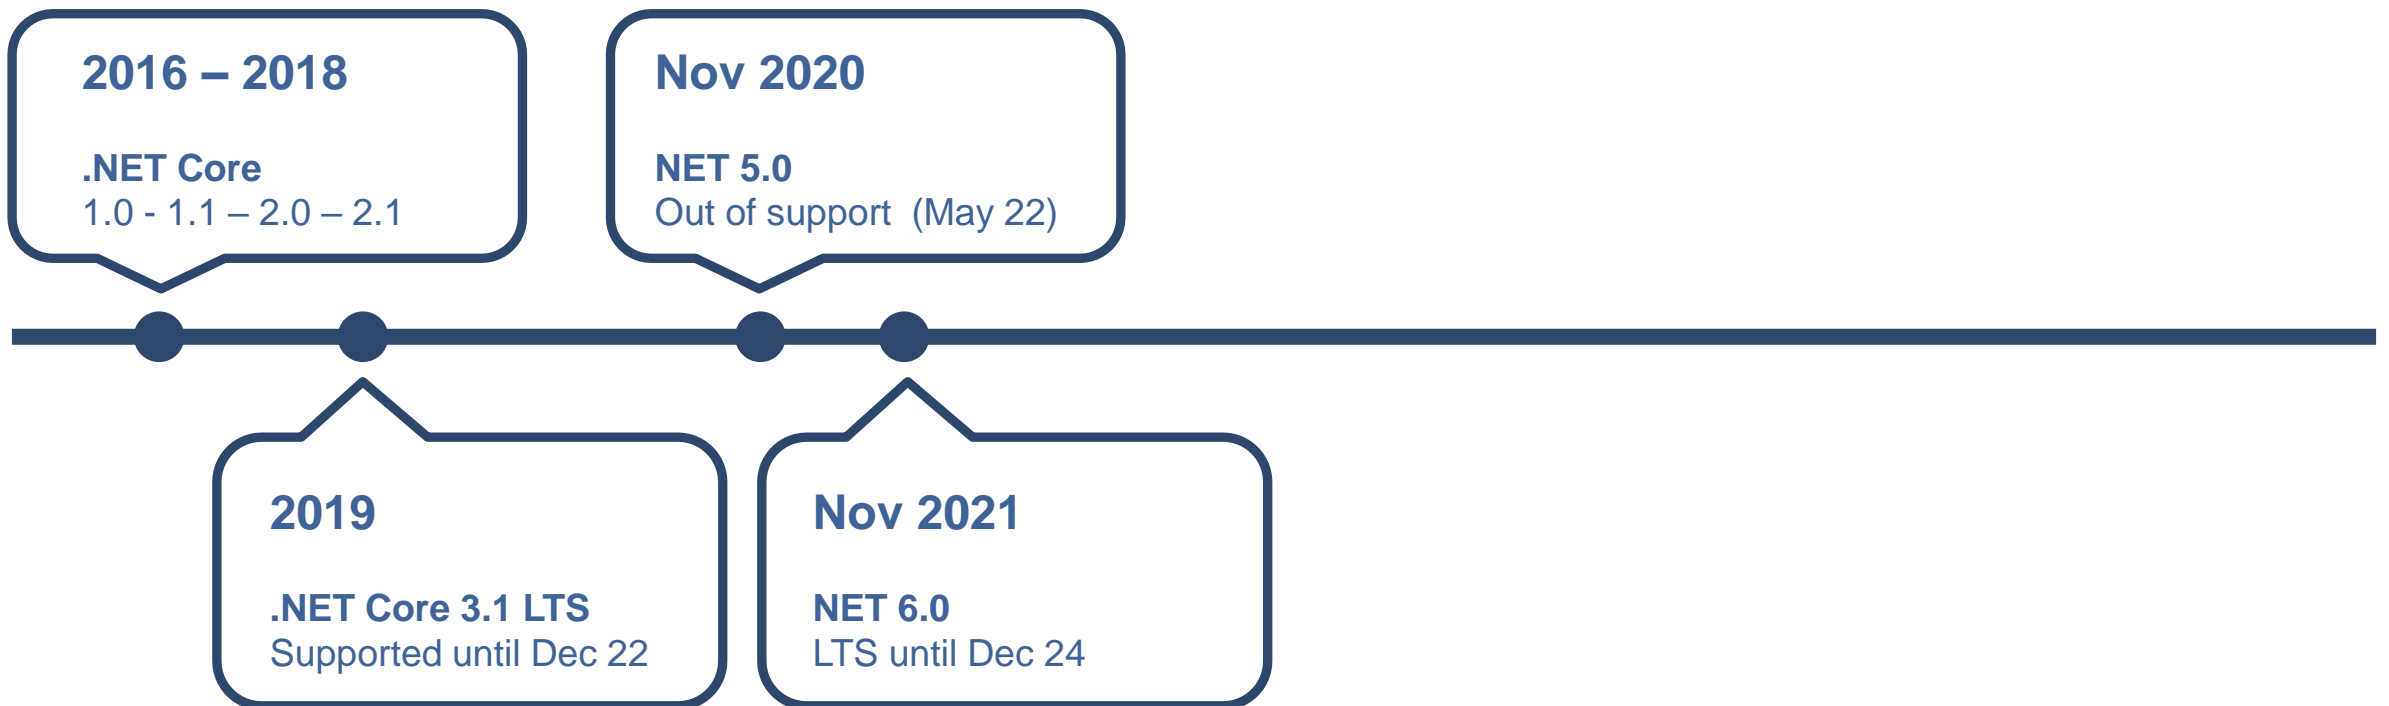 2016 – 2018
.NET Core
1.0 - 1.1 – 2.0 – 2.1
Nov 2020
NET 5.0
Out of support  (May 22)
2019
.NET Core 3.1 LTS
Supported until Dec 22
Nov 2021
NET 6.0
LTS until Dec 24